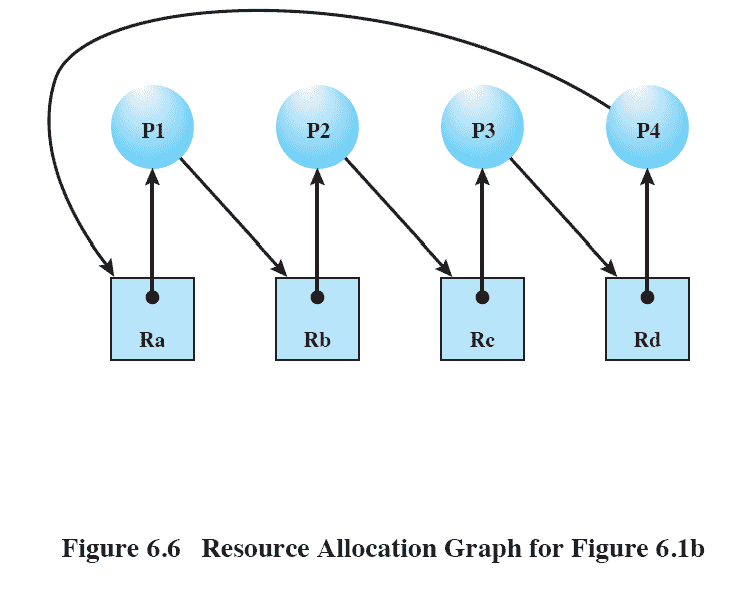 P1 P2 P3 P4
Ra Rb Rc Rd
Figure 6.6 Resource Allocation Graph for Figure 6.1b